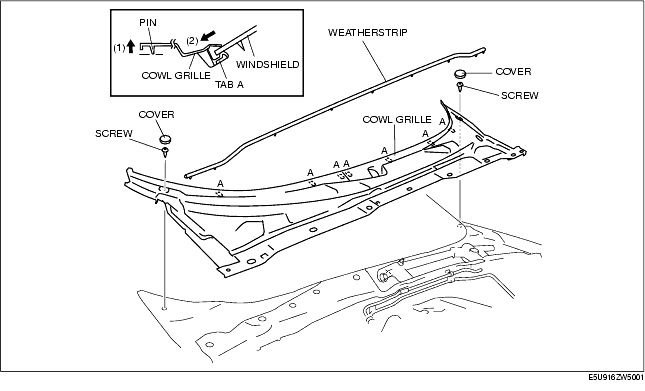 PIN
(1)
(2)
WINDSHIELD
COWL GRILLE
TAB A
WEATHERSTRIP
COVER
SCREW
COVER
SCREW
COWL GRILLE
A
A
A
A A
A
A
E5U916ZW5001